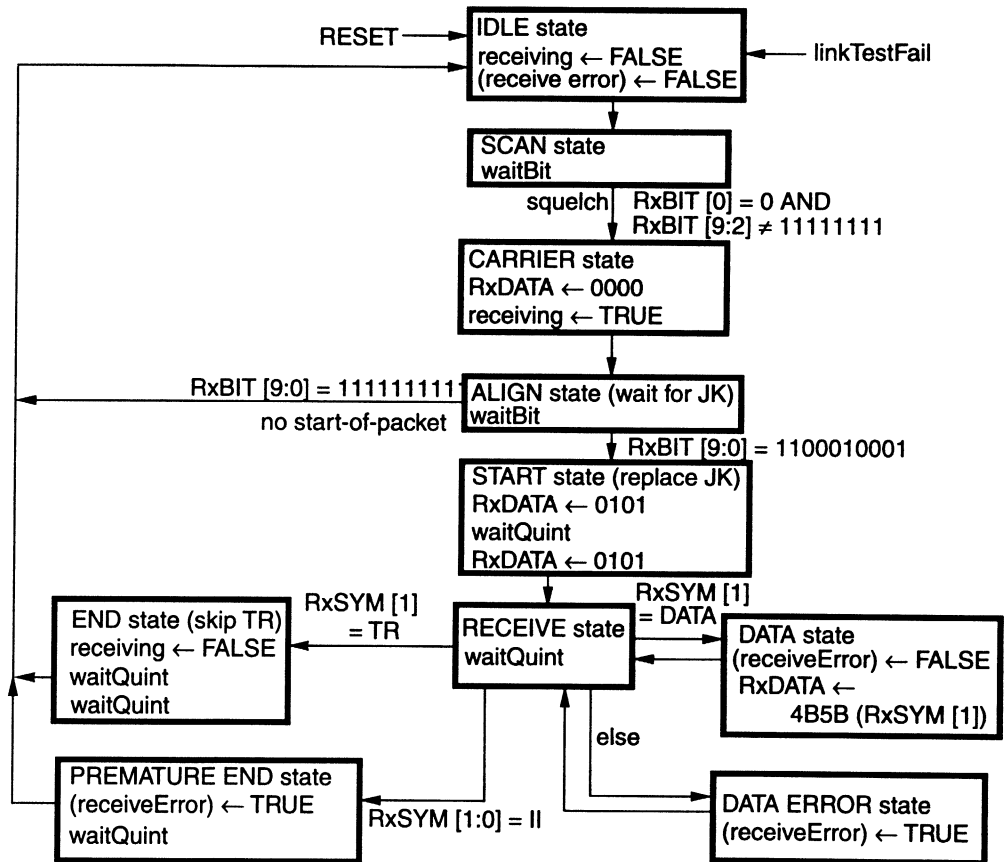 IDLE state
RESET
receiving ← FALSE
(receive error) ← FALSE
linkTestFail
SCAN state
waitBit
squelch
RxBIT [0] = 0 AND
RxBIT [9:2] ≠ 11111111
CARRIER state
RxDATA ← 0000
receiving ← TRUE
RxBIT [9:0] = 1111111111
no start-of-packet
ALIGN state (wait for JK)
waitBit
RxBIT [9:0] = 1100010001
START state (replace JK)
RxDATA ← 0101
waitQuint
RxDATA ← 0101
END state (skip TR)
receiving ← FALSE
waitQuint
waitQuint
RxSYM [1]
= TR
RECEIVE state
waitQuint
RxSYM [1]
= DATA
DATA state
(receiveError) ← FALSE
RxDATA ←
4B5B (RxSYM [1])
else
PREMATURE END state
(receiveError) ← TRUE
waitQuint
RxSYM [1:0] = II
DATA ERROR state
(receiveError) ← TRUE